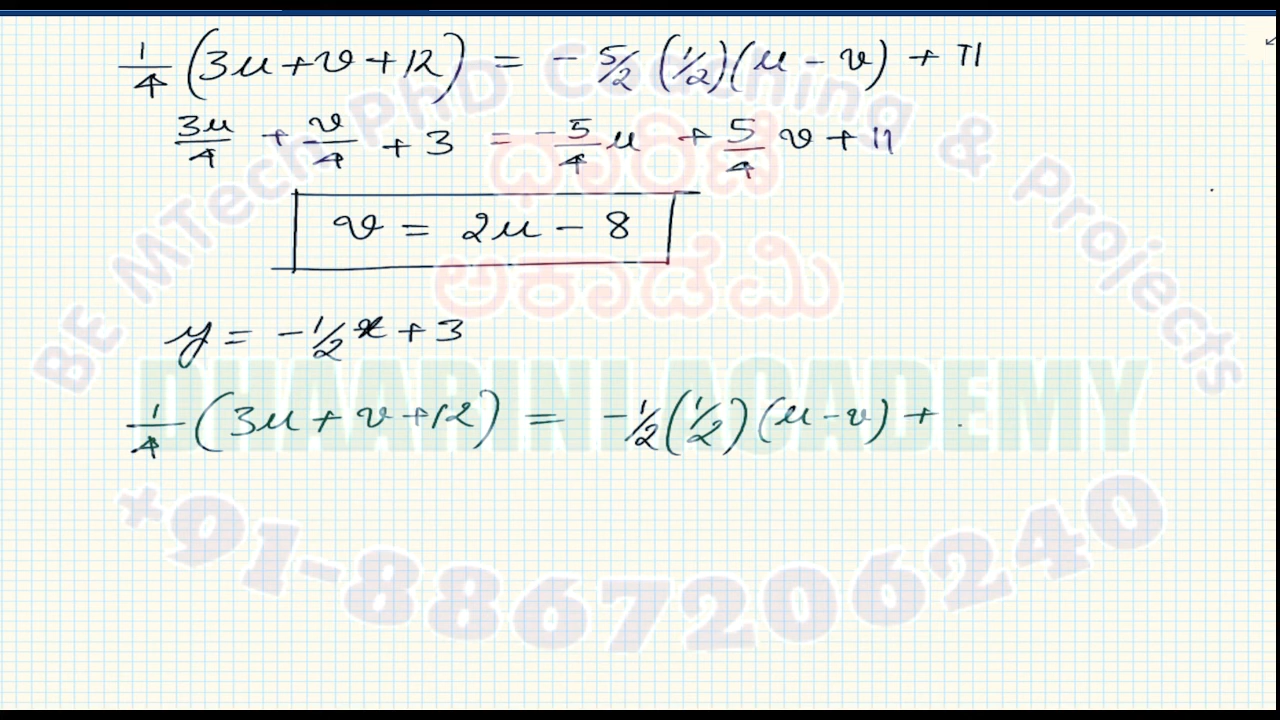 1/4 (3u + v + 12) = - 5/2 (1/2)(u - v) + 11
3u/4 + v/4 + 3 = - 5/4 u + 5/4 v + 11
v = 2u - 8
y = - 1/2 x + 3
1/4 (3u + v + 12) = - 1/2 (1/2) (u - v) + .
BE MTech PhD Coaching & Projects
ಧಾರಿಣಿ
ಅಕಾಡೆಮಿ
DHAARINI ACADEMY
+91-8867206240